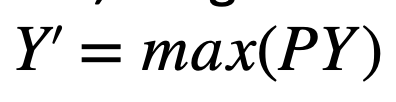 Y′ = max(PY)